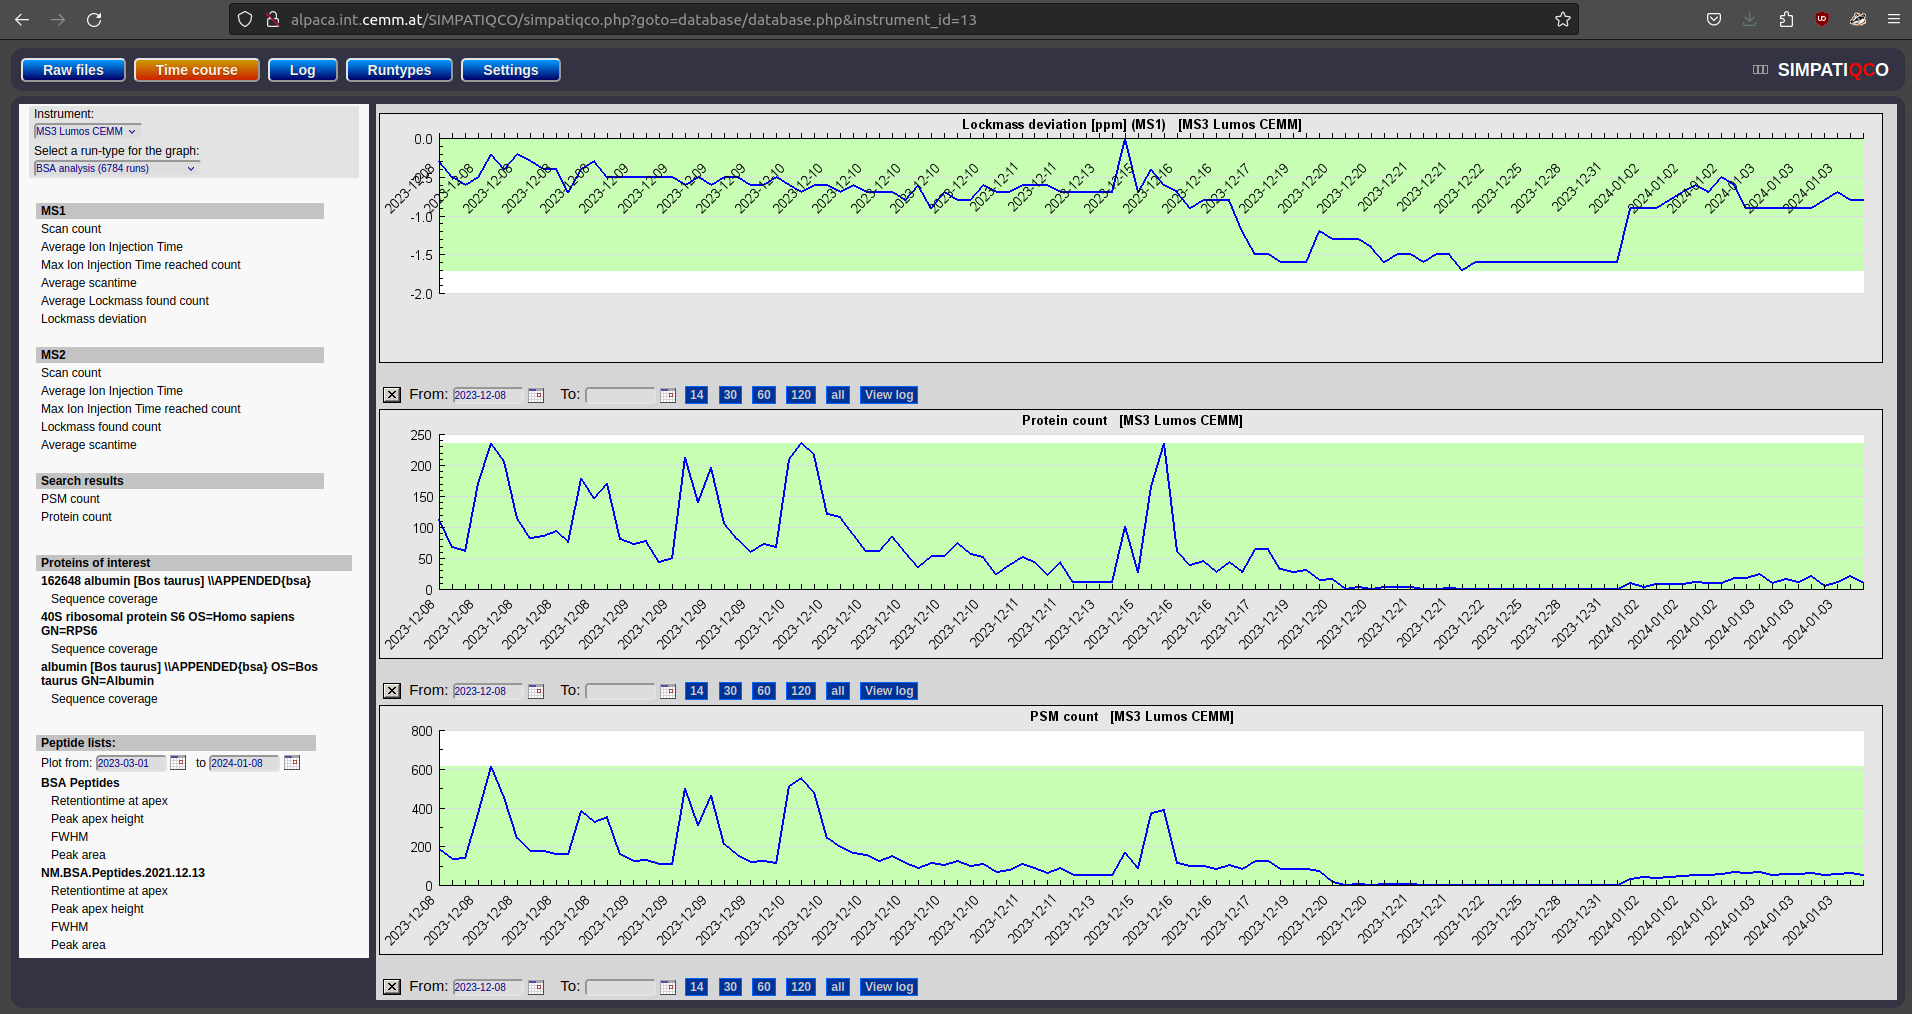 alpaca.int.cemm.at/SIMPATIQCO/simpatiqco.php?goto=database/database.php&instrument_id=13
Raw files
Time course
Log
Runtypes
Settings
SIMPATIQCO
Instrument:
MS3 Lumos CEMM
Select a run-type for the graph:
BSA analysis (6784 runs)
MS1
Scan count
Average Ion Injection Time
Max Ion Injection Time reached count
Average scantime
Average Lockmass found count
Lockmass deviation
MS2
Scan count
Average Ion Injection Time
Max Ion Injection Time reached count
Lockmass found count
Average scantime
Search results
PSM count
Protein count
Proteins of interest
162648 albumin [Bos taurus] \\APPENDED{bsa}
Sequence coverage
40S ribosomal protein S6 OS=Homo sapiens
GN=RPS6
Sequence coverage
albumin [Bos taurus] \\APPENDED{bsa} OS=Bos
taurus GN=Albumin
Sequence coverage
Peptide lists:
Plot from: 2023-03-01 to 2024-01-08
BSA Peptides
Retentiontime at apex
Peak apex height
FWHM
Peak area
NM.BSA.Peptides.2021.12.13
Retentiontime at apex
Peak apex height
FWHM
Peak area
Lockmass deviation [ppm] (MS1) [MS3 Lumos CEMM]
0.0
-0.5
-1.0
-1.5
-2.0
2023-12-08 2023-12-08 2023-12-08 2023-12-08 2023-12-08 2023-12-09 2023-12-09 2023-12-09 2023-12-09 2023-12-10 2023-12-10 2023-12-10 2023-12-10 2023-12-10 2023-12-10 2023-12-11 2023-12-11 2023-12-13 2023-12-15 2023-12-16 2023-12-16 2023-12-17 2023-12-19 2023-12-20 2023-12-20 2023-12-21 2023-12-21 2023-12-22 2023-12-25 2023-12-28 2023-12-31 2024-01-02 2024-01-02 2024-01-02 2024-01-03 2024-01-03 2024-01-03
From: 2023-12-08 To: 14 30 60 120 all View log
Protein count [MS3 Lumos CEMM]
250
200
150
100
50
0
2023-12-08 2023-12-08 2023-12-08 2023-12-08 2023-12-08 2023-12-09 2023-12-09 2023-12-09 2023-12-09 2023-12-10 2023-12-10 2023-12-10 2023-12-10 2023-12-10 2023-12-10 2023-12-11 2023-12-11 2023-12-13 2023-12-15 2023-12-16 2023-12-16 2023-12-17 2023-12-19 2023-12-20 2023-12-20 2023-12-21 2023-12-21 2023-12-22 2023-12-25 2023-12-28 2023-12-31 2024-01-02 2024-01-02 2024-01-02 2024-01-03 2024-01-03 2024-01-03
From: 2023-12-08 To: 14 30 60 120 all View log
PSM count [MS3 Lumos CEMM]
800
600
400
200
0
2023-12-08 2023-12-08 2023-12-08 2023-12-08 2023-12-08 2023-12-09 2023-12-09 2023-12-09 2023-12-09 2023-12-10 2023-12-10 2023-12-10 2023-12-10 2023-12-10 2023-12-10 2023-12-11 2023-12-11 2023-12-13 2023-12-15 2023-12-16 2023-12-16 2023-12-17 2023-12-19 2023-12-20 2023-12-20 2023-12-21 2023-12-21 2023-12-22 2023-12-25 2023-12-28 2023-12-31 2024-01-02 2024-01-02 2024-01-02 2024-01-03 2024-01-03 2024-01-03
From: 2023-12-08 To: 14 30 60 120 all View log